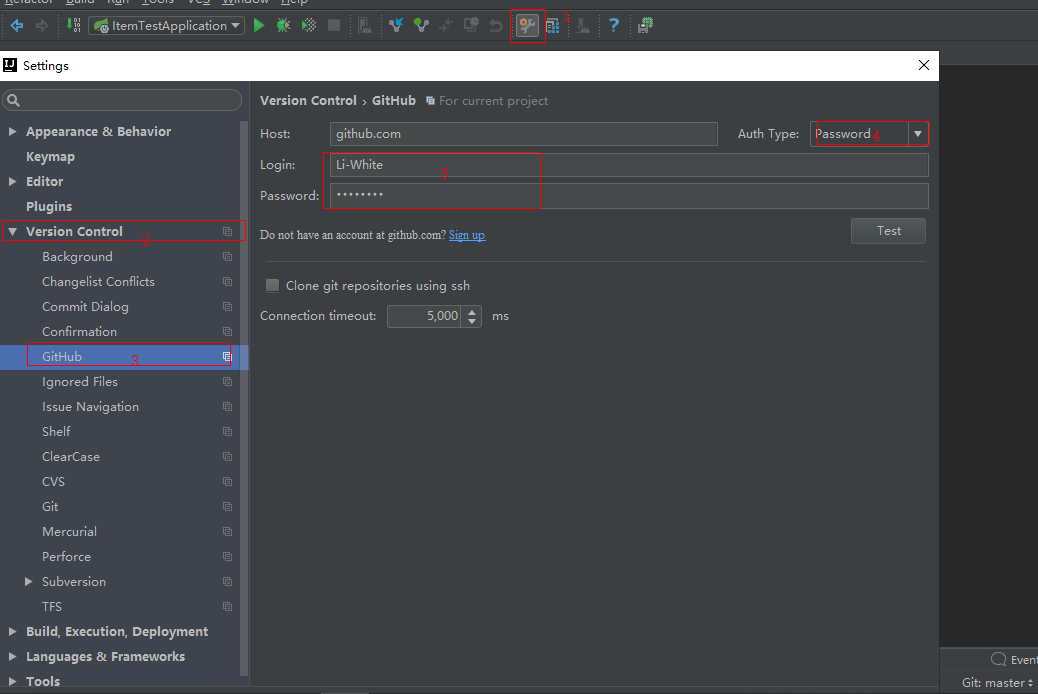 Refactor Build Run Tools VCS Window Help
ItemTestApplication
1
Settings
Appearance & Behavior
Keymap
Editor
Plugins
Version Control
2
Background
Changelist Conflicts
Commit Dialog
Confirmation
GitHub
3
Ignored Files
Issue Navigation
Shelf
ClearCase
CVS
Git
Mercurial
Perforce
Subversion
TFS
Build, Execution, Deployment
Languages & Frameworks
Tools
Version Control › GitHub For current project
Host: github.com Auth Type: Password 4
Login: Li-White
5
Password: ••••••••
Do not have an account at github.com? Sign up
Test
Clone git repositories using ssh
Connection timeout: 5,000 ms
Event
Git: master